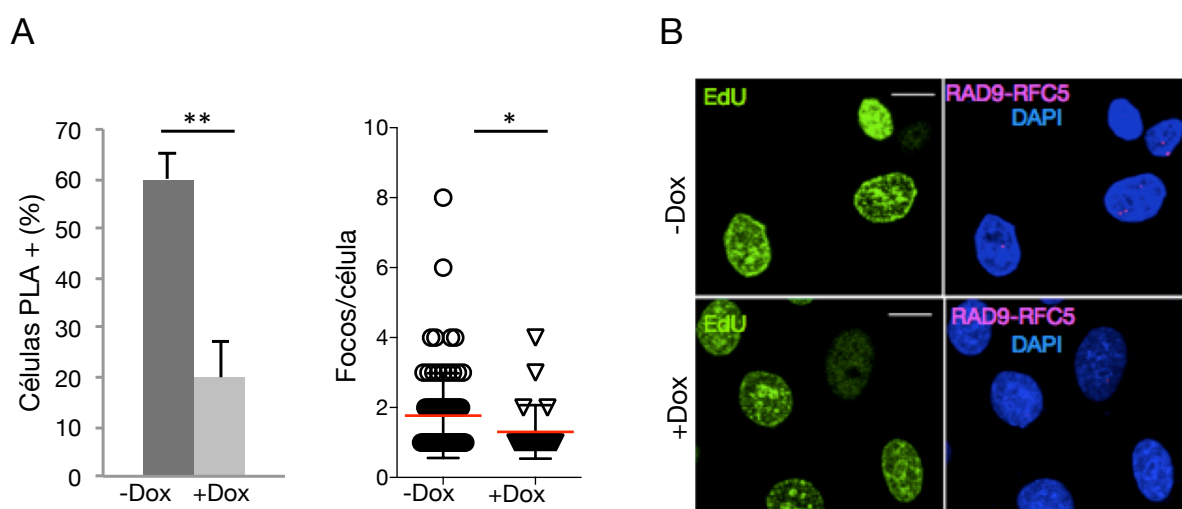 A
Células PLA + (%)
70
60
50
40
30
20
10
0
**
-Dox
+Dox
Focos/célula
10
8
6
4
2
0
*
-Dox
+Dox
B
-Dox
EdU
RAD9-RFC5
DAPI
+Dox
EdU
RAD9-RFC5
DAPI